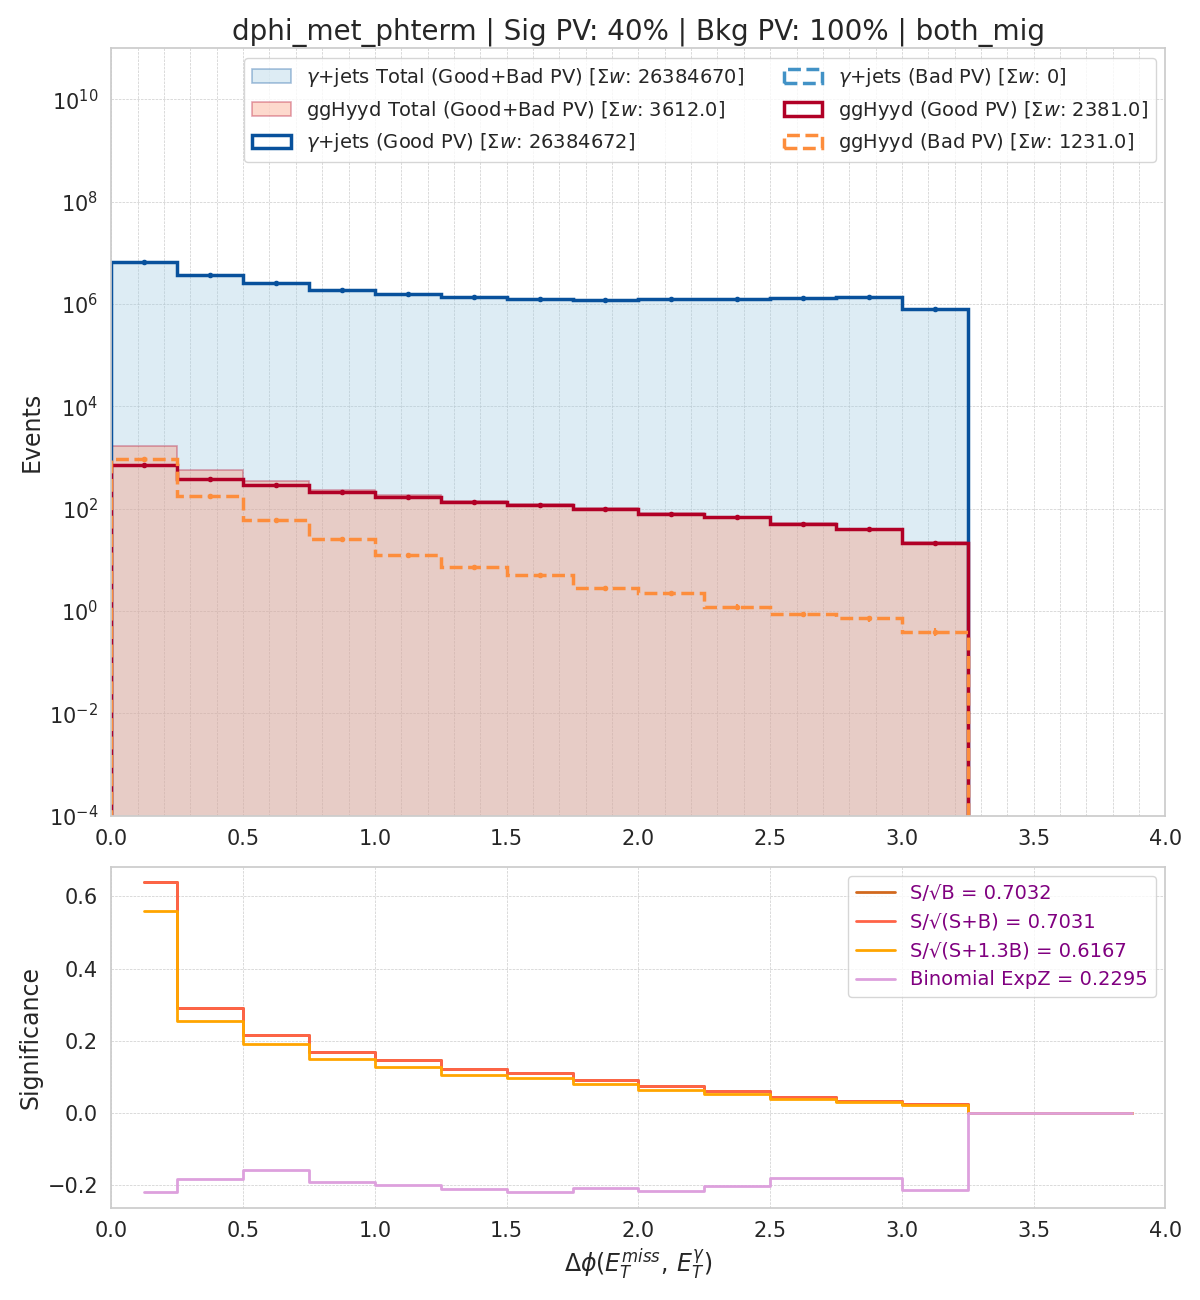 dphi_met_phterm | Sig PV: 40% | Bkg PV: 100% | both_mig
γ+jets Total (Good+Bad PV) [Σw: 26384670]
ggHyyd Total (Good+Bad PV) [Σw: 3612.0]
γ+jets (Good PV) [Σw: 26384672]
γ+jets (Bad PV) [Σw: 0]
ggHyyd (Good PV) [Σw: 2381.0]
ggHyyd (Bad PV) [Σw: 1231.0]
Events
10^10
10^8
10^6
10^4
10^2
10^0
10^−2
10^−4
0.0 0.5 1.0 1.5 2.0 2.5 3.0 3.5 4.0
Significance
0.6
0.4
0.2
0.0
−0.2
S/√B = 0.7032
S/√(S+B) = 0.7031
S/√(S+1.3B) = 0.6167
Binomial ExpZ = 0.2295
0.0 0.5 1.0 1.5 2.0 2.5 3.0 3.5 4.0
Δϕ(E_T^miss, E_T^γ)